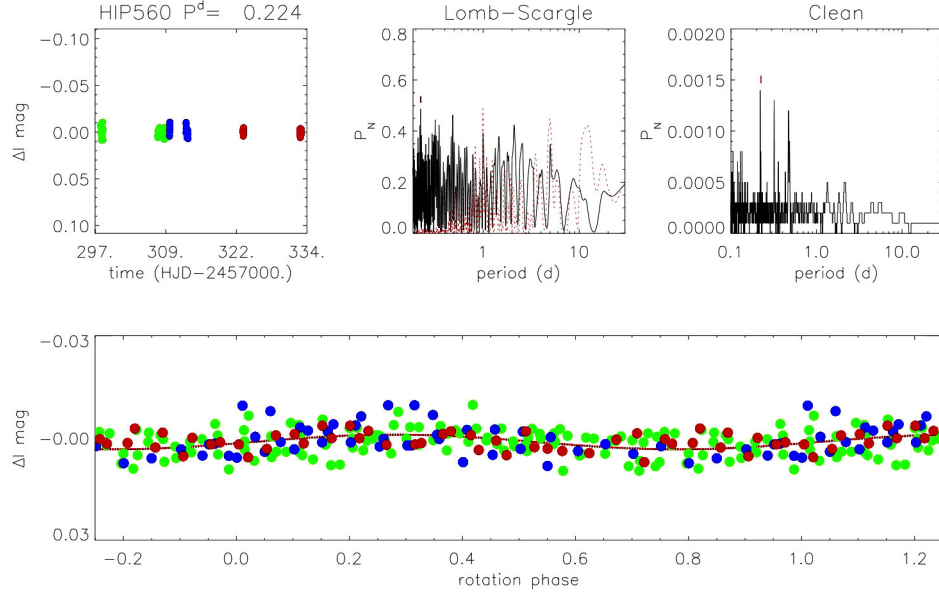 HIP560 Pᵈ= 0.224
Lomb-Scargle
Clean
-0.10
-0.05
0.00
0.05
0.10
ΔI mag
297. 309. 322. 334.
time (HJD-2457000.)
0.8
0.6
0.4
0.2
0.0
P_N
1 10
period (d)
0.0020
0.0015
0.0010
0.0005
0.0000
P_N
0.1 1.0 10.0
period (d)
-0.03
-0.00
0.03
ΔI mag
-0.2 0.0 0.2 0.4 0.6 0.8 1.0 1.2
rotation phase